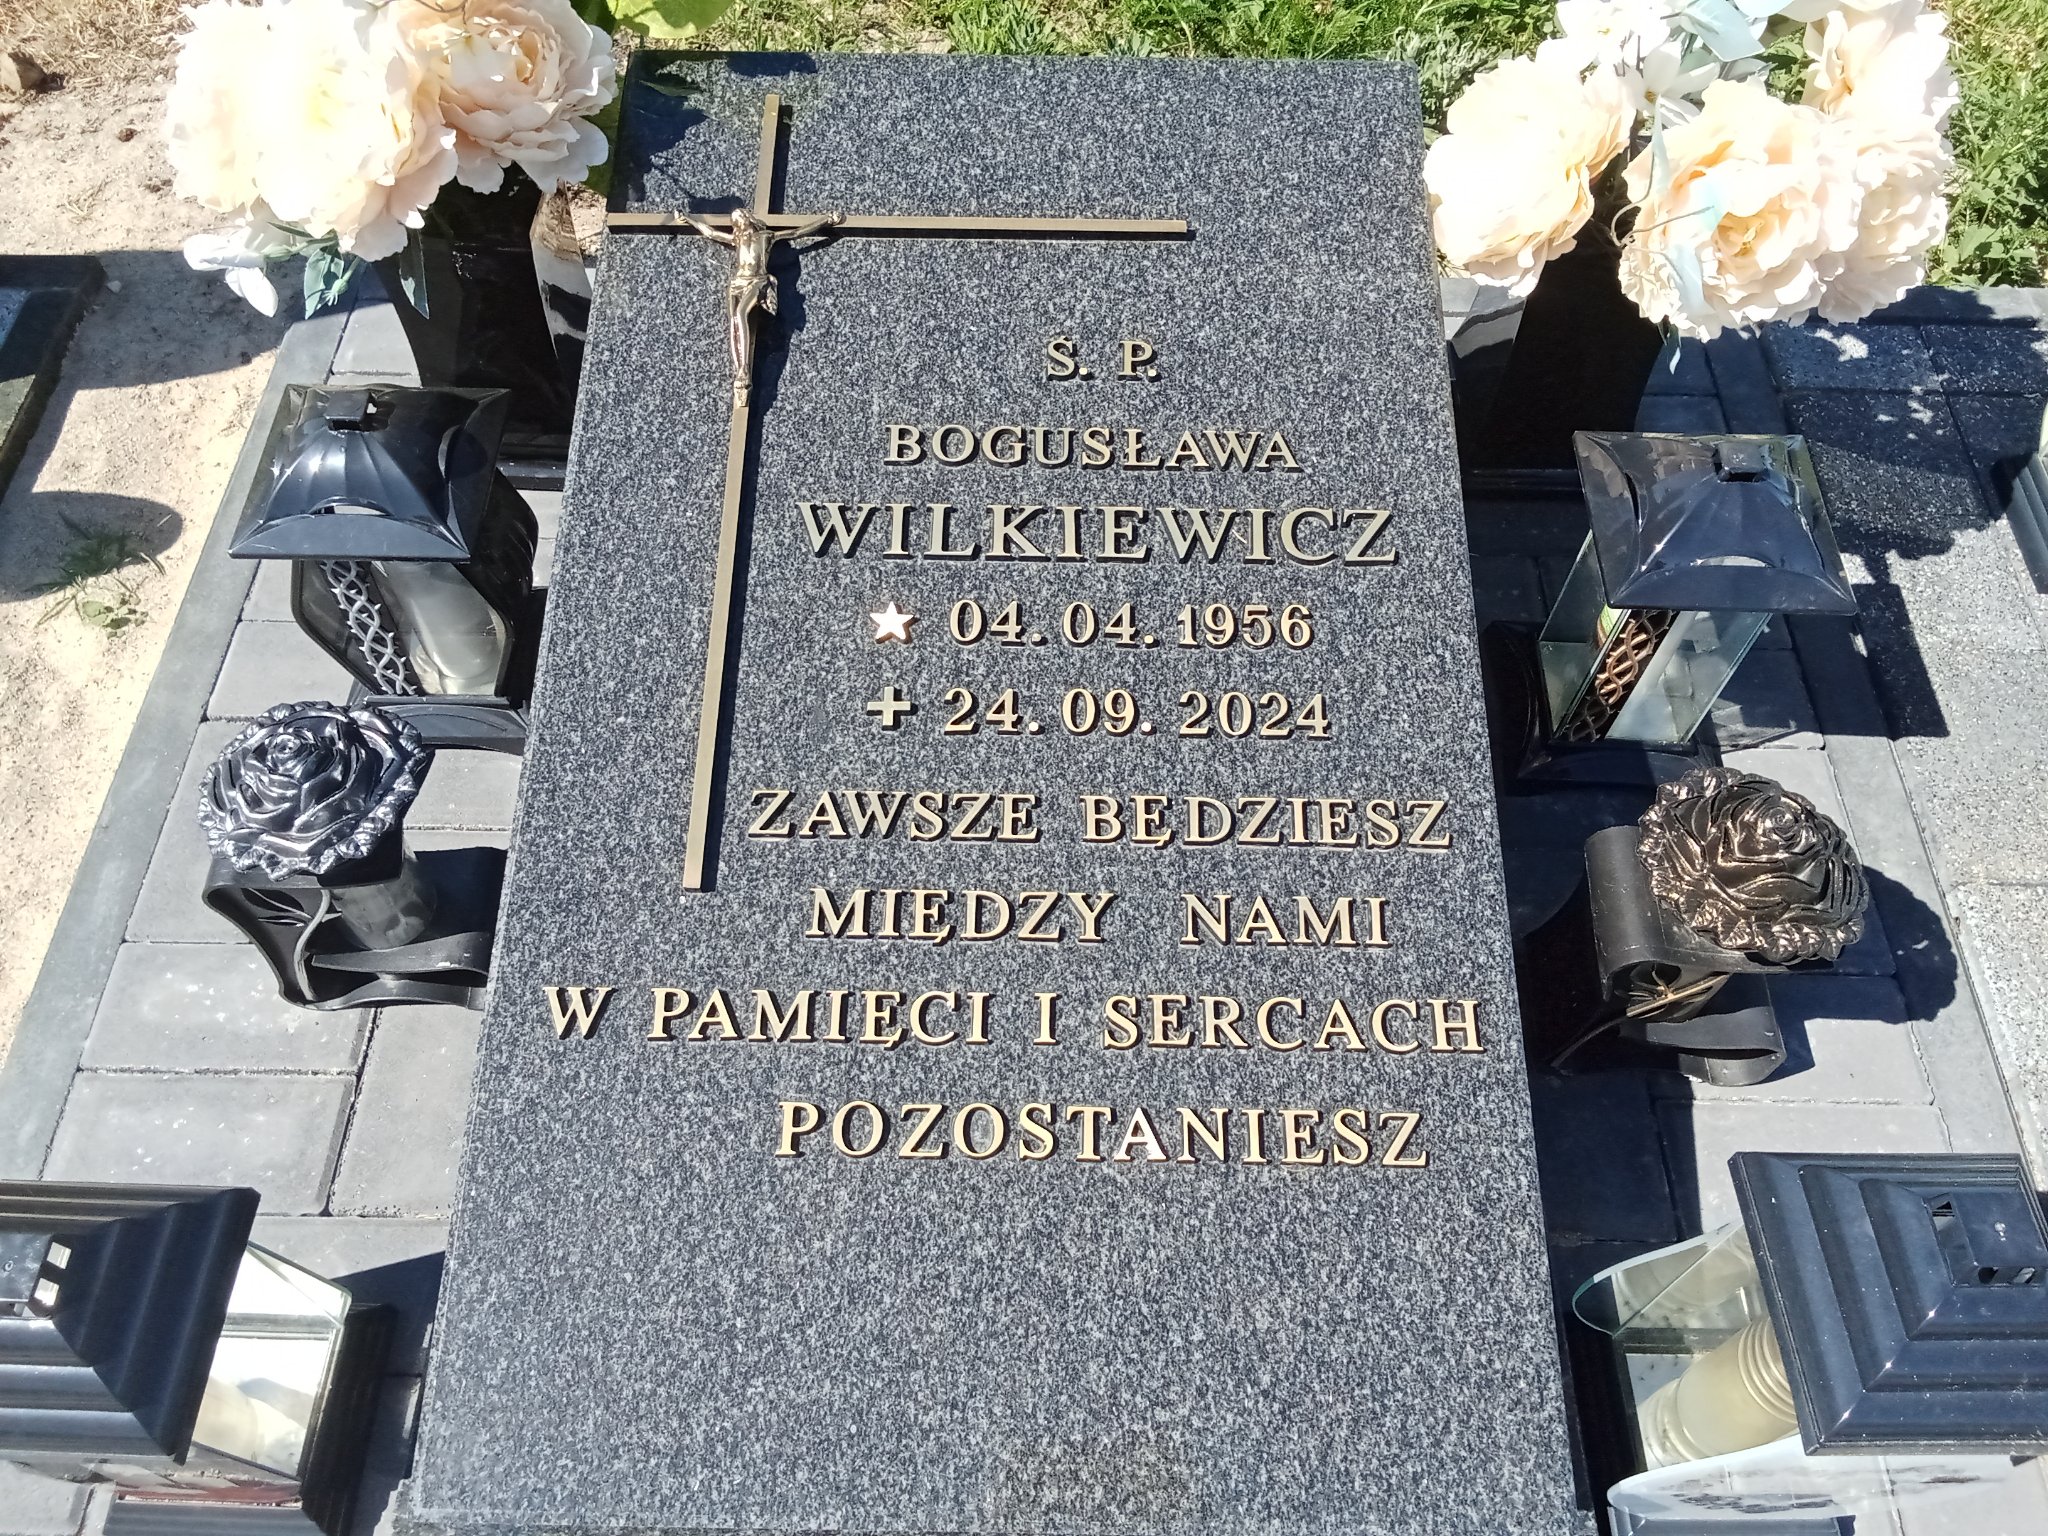 S. P.
BOGUSŁAWA
WILKIEWICZ
★ 04. 04. 1956
+ 24. 09. 2024
ZAWSZE BĘDZIESZ
MIĘDZY NAMI
W PAMIĘCI I SERCACH
POZOSTANIESZ